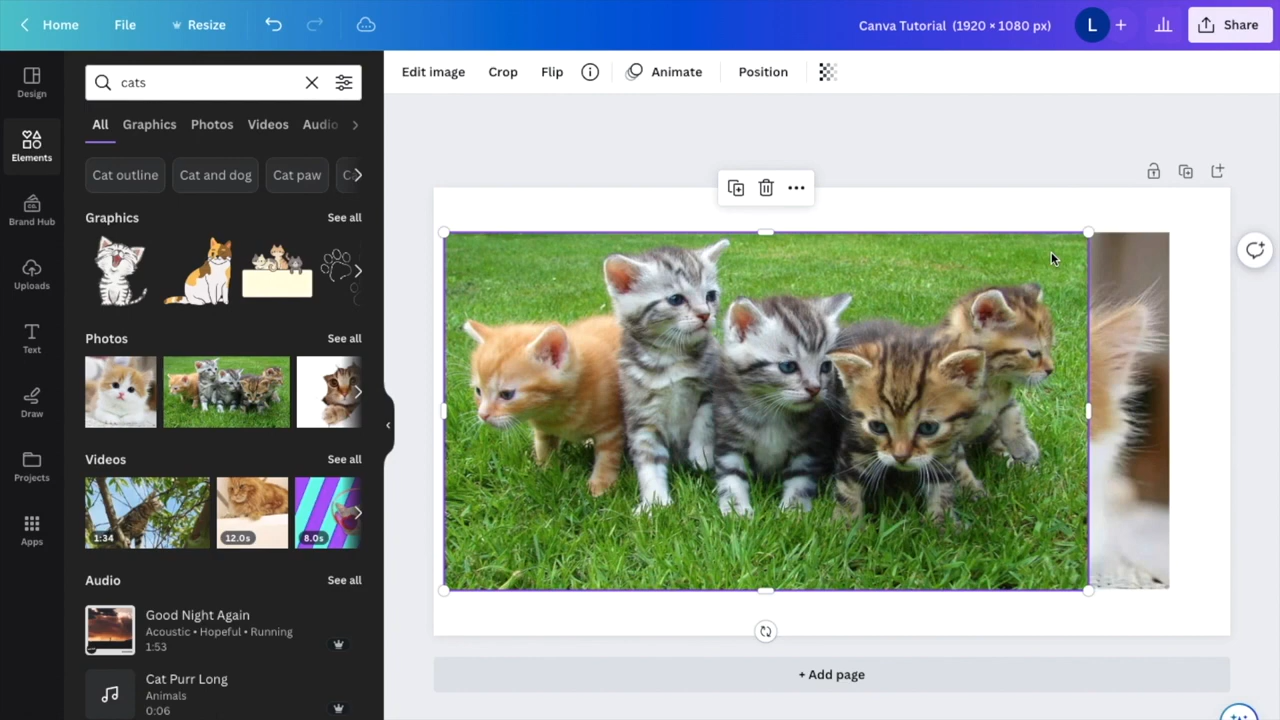 Home
File
Resize
Canva Tutorial (1920 × 1080 px)
L
Share
Design
Elements
Brand Hub
Uploads
Text
Draw
Projects
Apps
cats
All
Graphics
Photos
Videos
Audio
Cat outline
Cat and dog
Cat paw
Graphics
See all
Photos
See all
Videos
See all
1:34
12.0s
8.0s
Audio
See all
Good Night Again
Acoustic • Hopeful • Running
1:53
Cat Purr Long
Animals
0:06
Edit image
Crop
Flip
Animate
Position
+ Add page